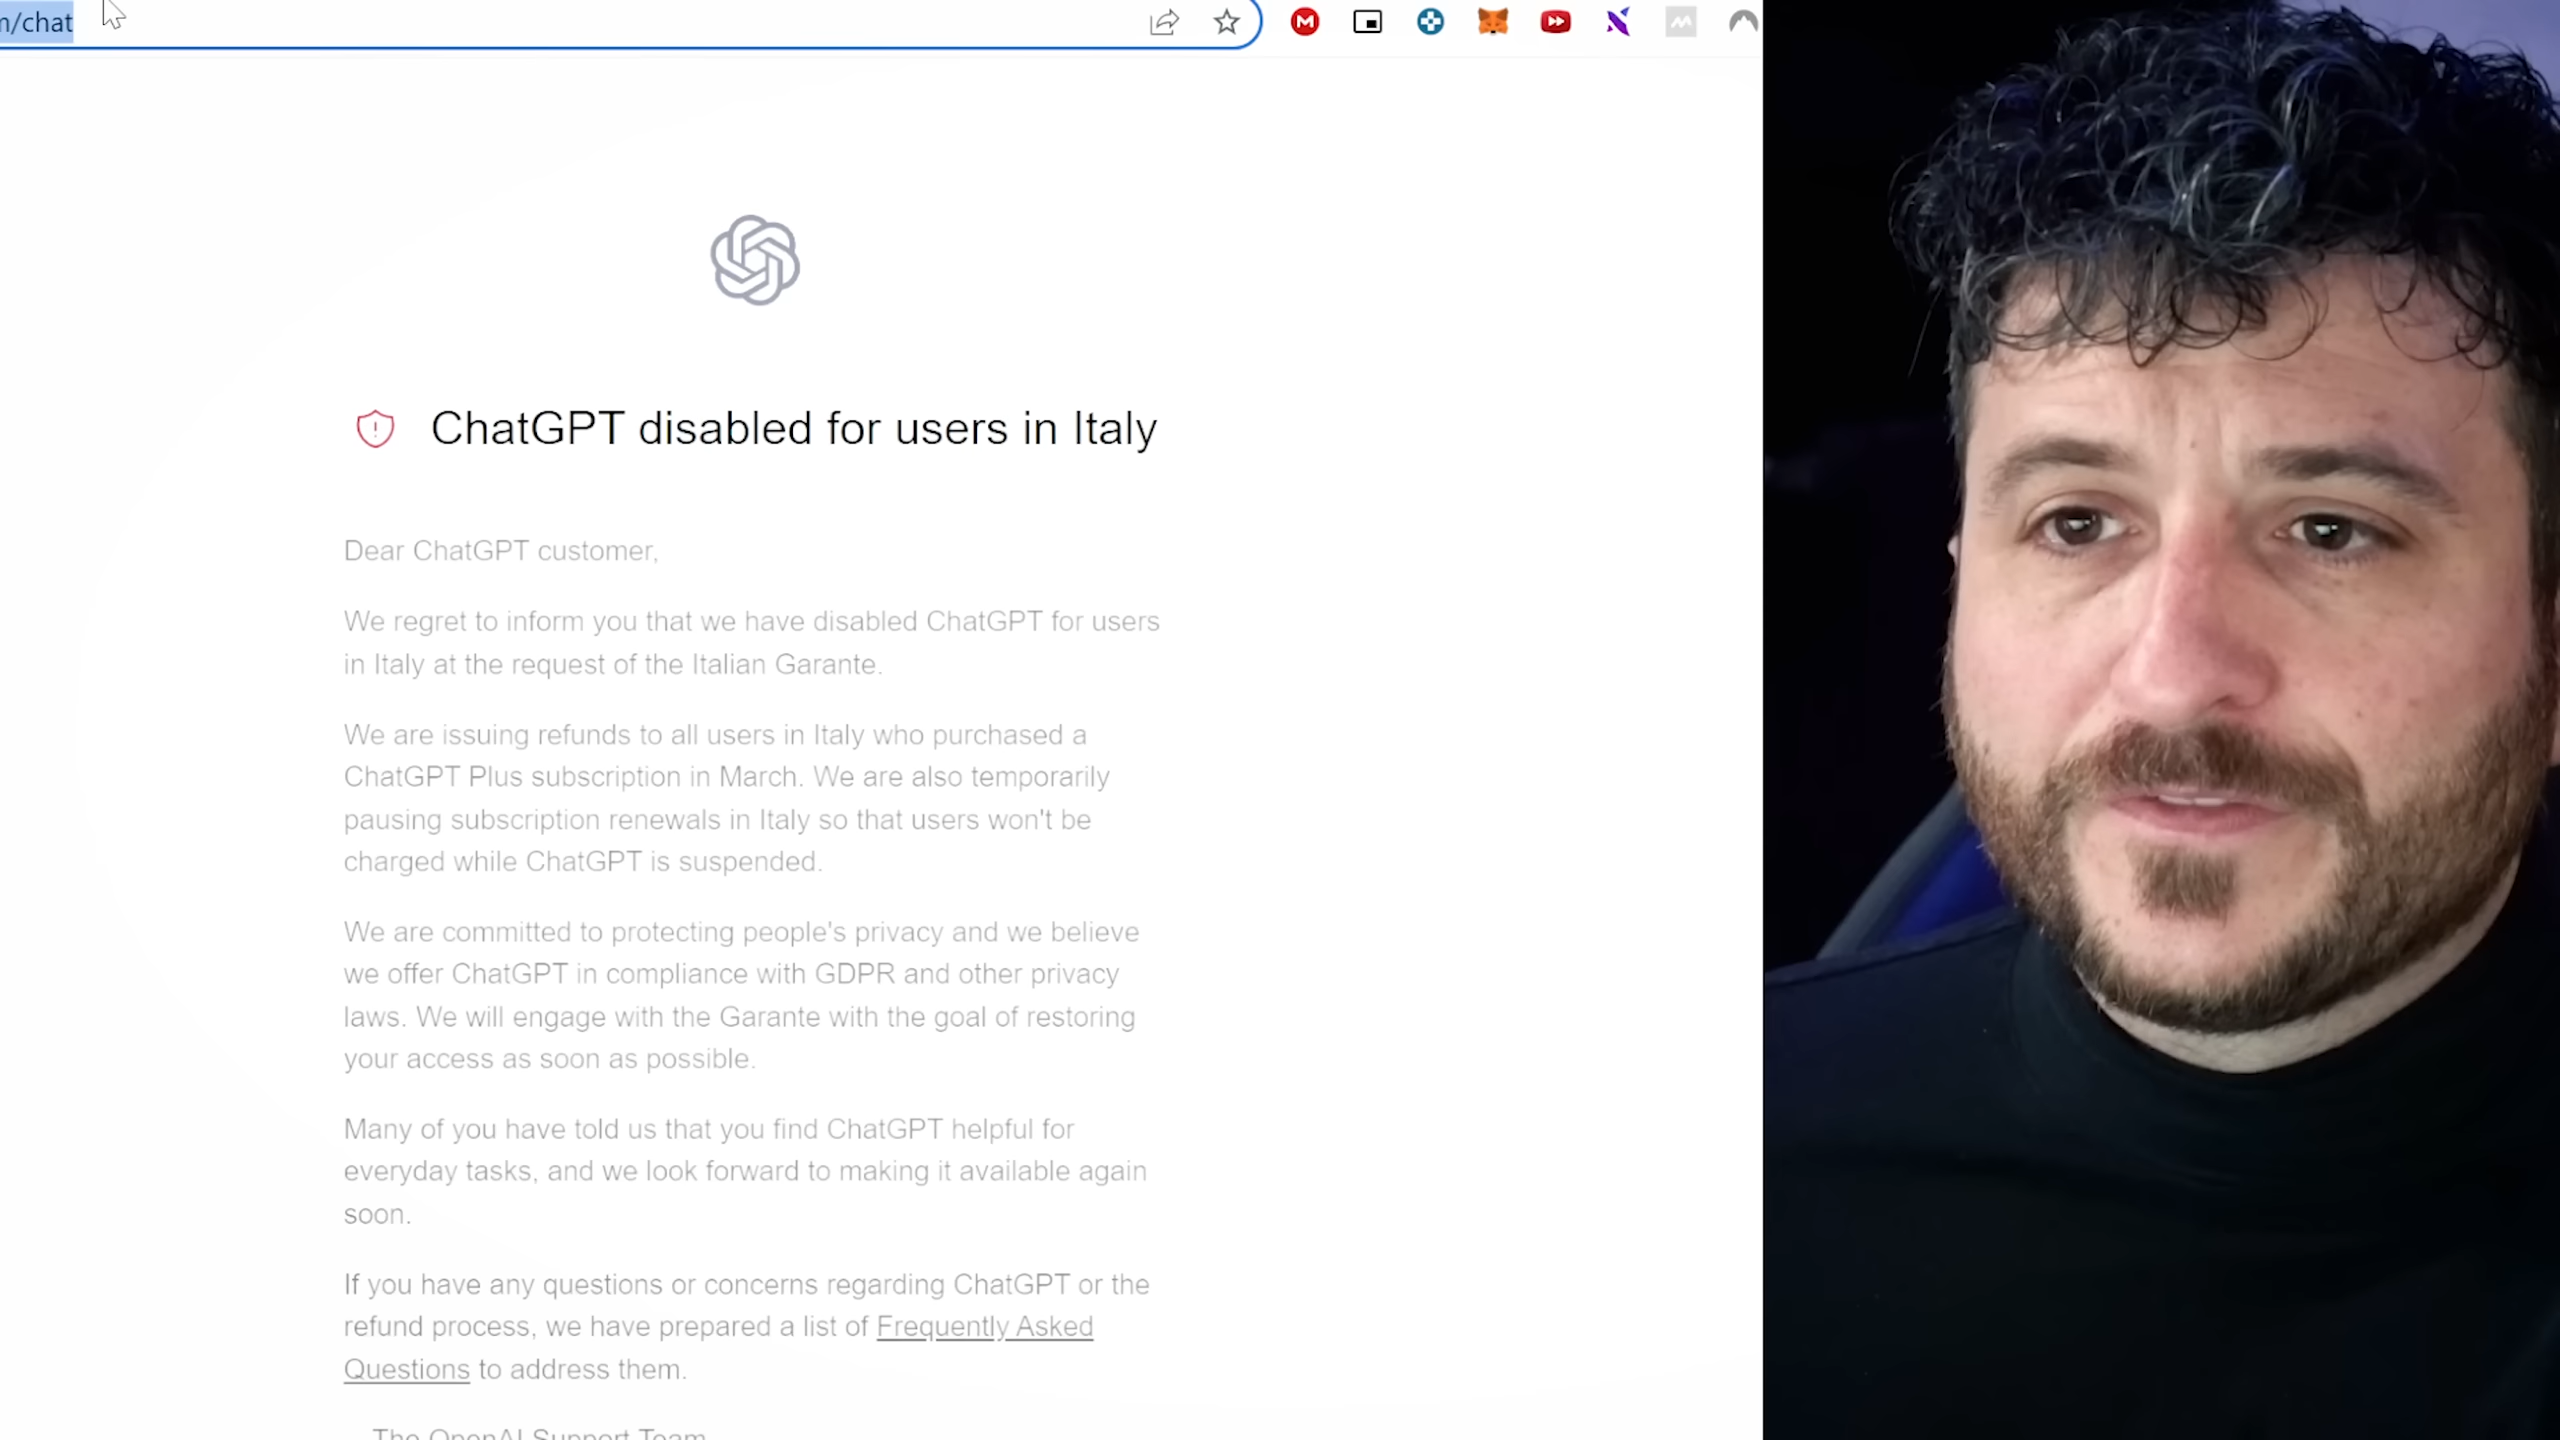 /chat
ChatGPT disabled for users in Italy
Dear ChatGPT customer,
We regret to inform you that we have disabled ChatGPT for users
in Italy at the request of the Italian Garante.
We are issuing refunds to all users in Italy who purchased a
ChatGPT Plus subscription in March. We are also temporarily
pausing subscription renewals in Italy so that users won't be
charged while ChatGPT is suspended.
We are committed to protecting people's privacy and we believe
we offer ChatGPT in compliance with GDPR and other privacy
laws. We will engage with the Garante with the goal of restoring
your access as soon as possible.
Many of you have told us that you find ChatGPT helpful for
everyday tasks, and we look forward to making it available again
soon.
If you have any questions or concerns regarding ChatGPT or the
refund process, we have prepared a list of Frequently Asked
Questions to address them.
The OpenAI Support Team